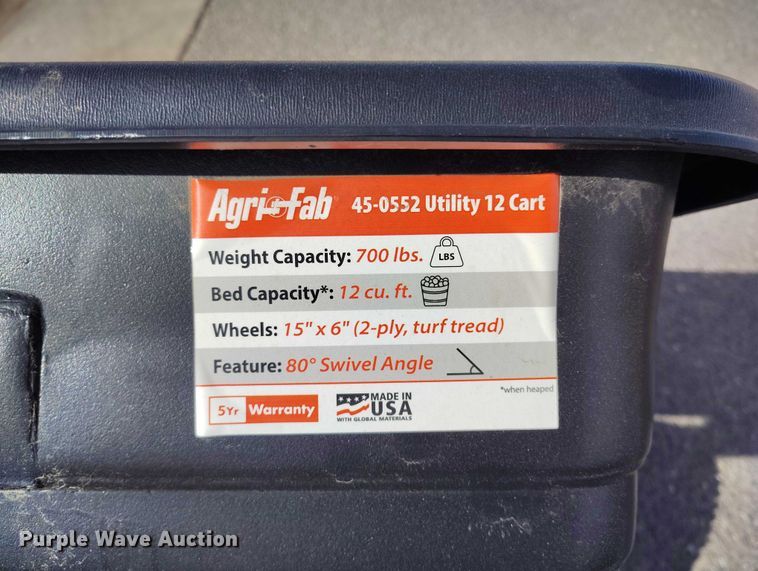 Agri-Fab 45-0552 Utility 12 Cart
Weight Capacity: 700 lbs. LBS
Bed Capacity*: 12 cu. ft.
Wheels: 15" x 6" (2-ply, turf tread)
Feature: 80° Swivel Angle
*when heaped
5Yr Warranty MADE IN USA
WITH GLOBAL MATERIALS
Purple Wave Auction